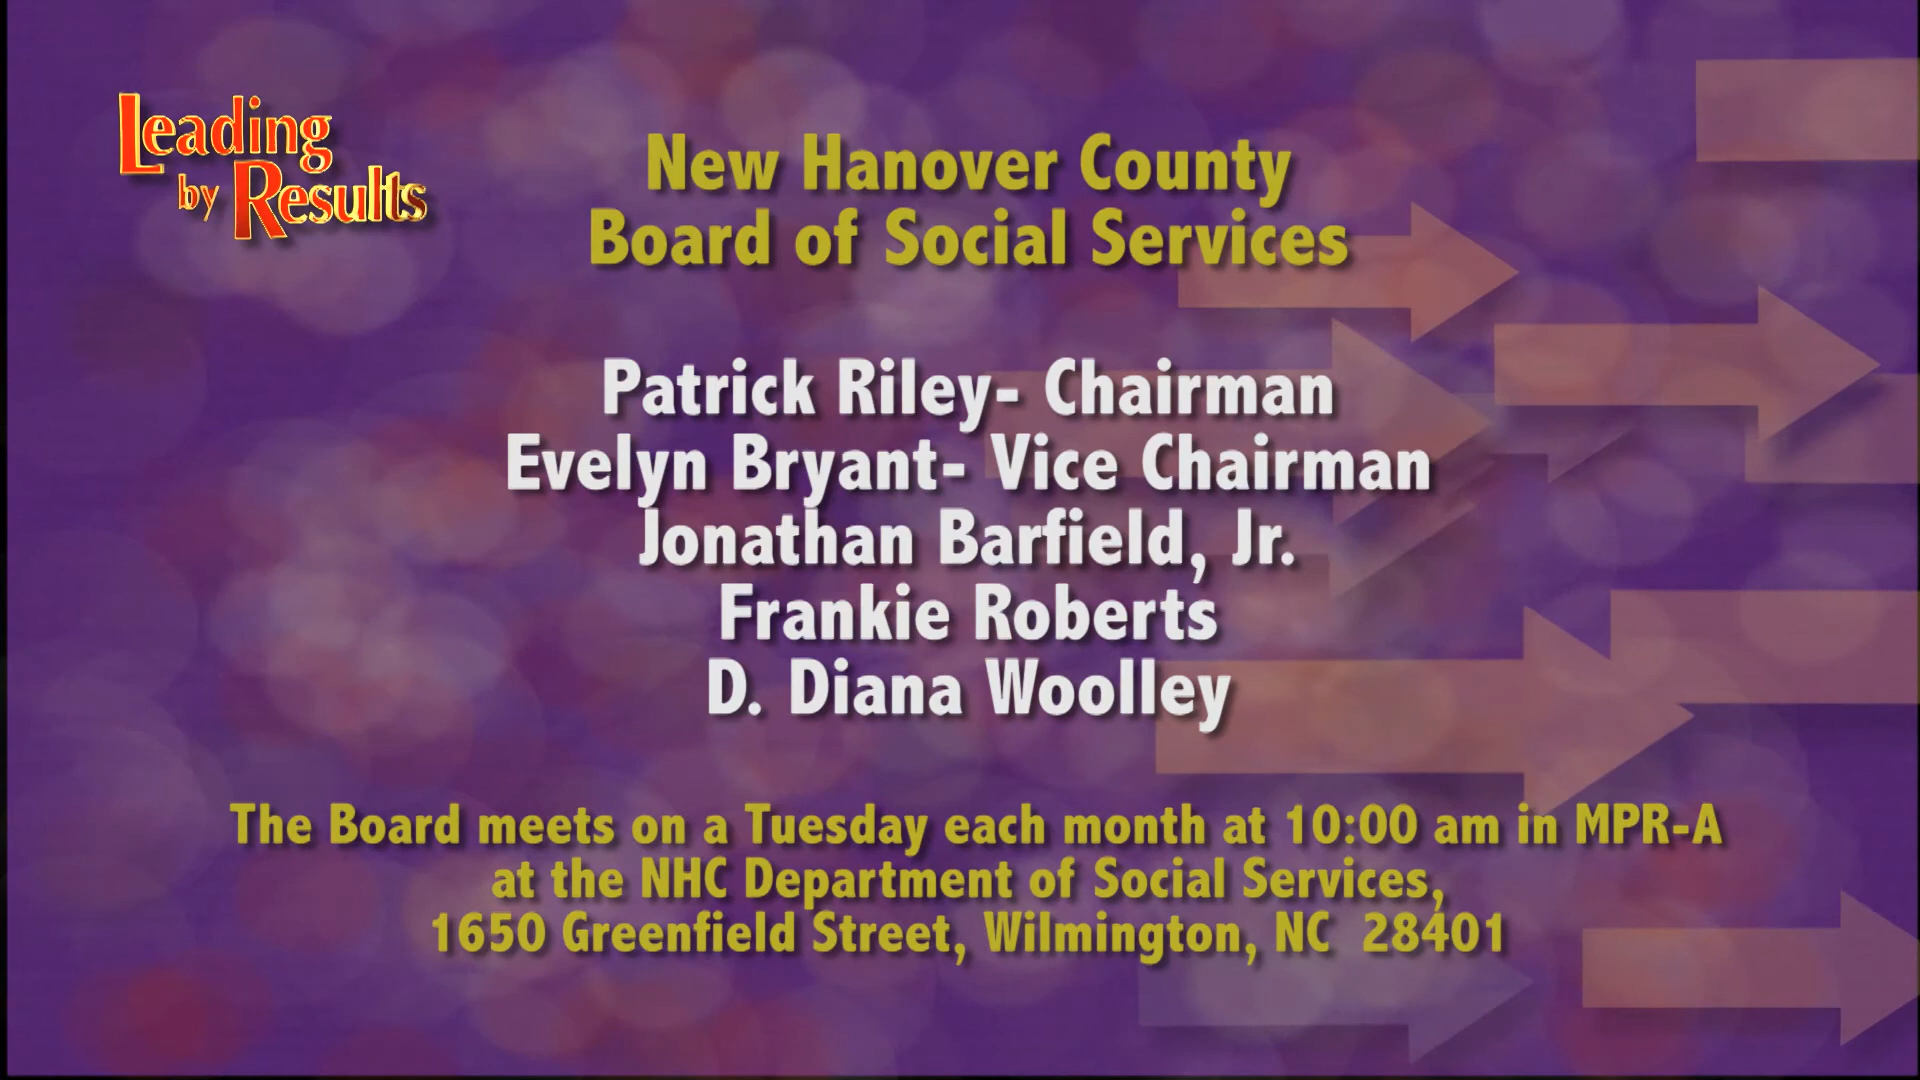 Leading
by Results
New Hanover County
Board of Social Services
Patrick Riley- Chairman
Evelyn Bryant- Vice Chairman
Jonathan Barfield, Jr.
Frankie Roberts
D. Diana Woolley
The Board meets on a Tuesday each month at 10:00 am in MPR-A
at the NHC Department of Social Services,
1650 Greenfield Street, Wilmington, NC  28401